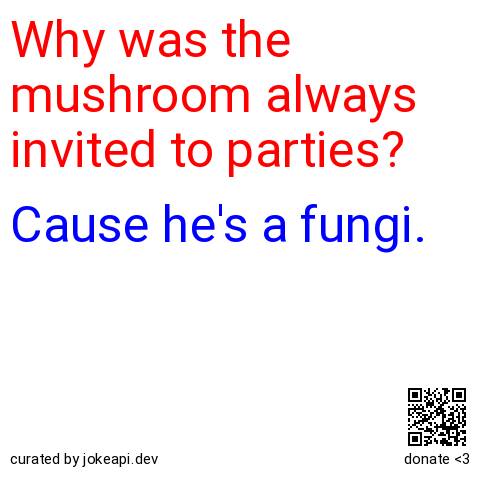 Why was the
mushroom always
invited to parties?
Cause he's a fungi.
curated by jokeapi.dev
donate <3